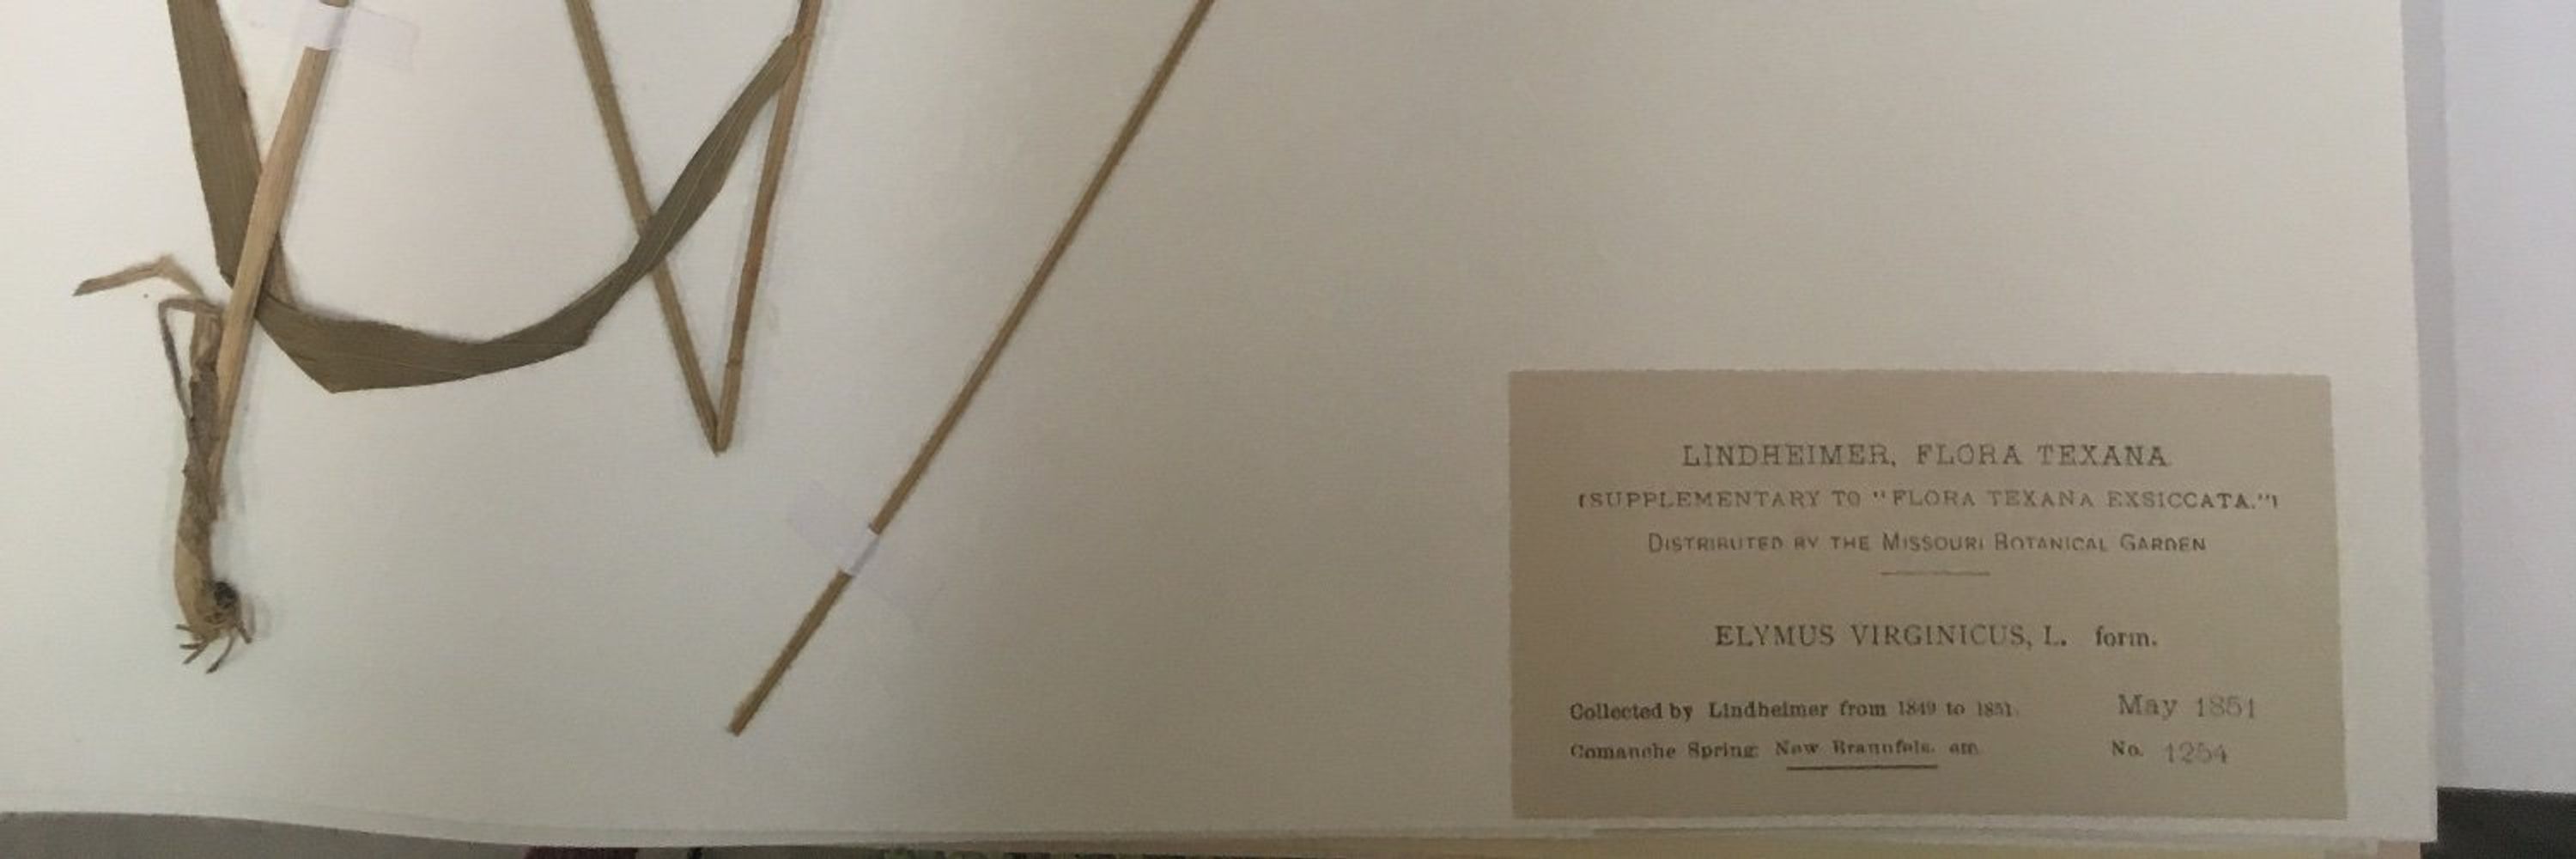 LINDHEIMER, FLORA TEXANA
(SUPPLEMENTARY TO "FLORA TEXANA EXSICCATA.")
DISTRIBUTED BY THE MISSOURI BOTANICAL GARDEN
ELYMUS VIRGINICUS, L. form.
Collected by Lindheimer from 1849 to 1851. May 1851
Comanche Spring: New Braunfels, No. 1254